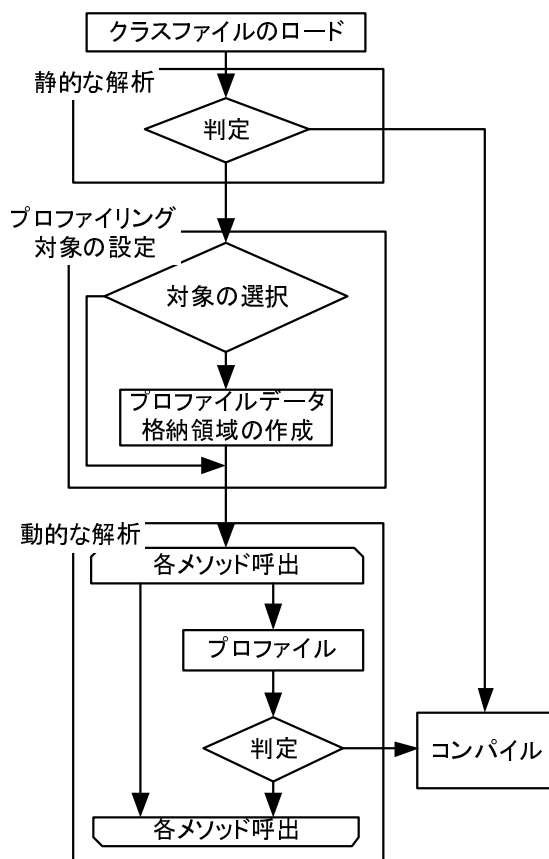 クラスファイルのロード
静的な解析
判定
プロファイリング
対象の設定
対象の選択
プロファイルデータ
格納領域の作成
動的な解析
各メソッド呼出
プロファイル
判定
コンパイル
各メソッド呼出